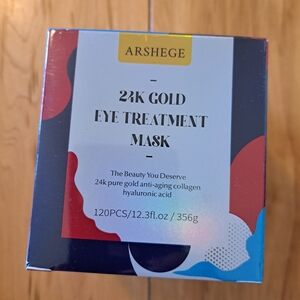 ARSHEGE
24K GOLD
EYE TREATMENT
MASK
The Beauty You Deserve
24k pure gold anti-aging collagen
hyaluronic acid
120PCS/12.3fl.oz / 356g